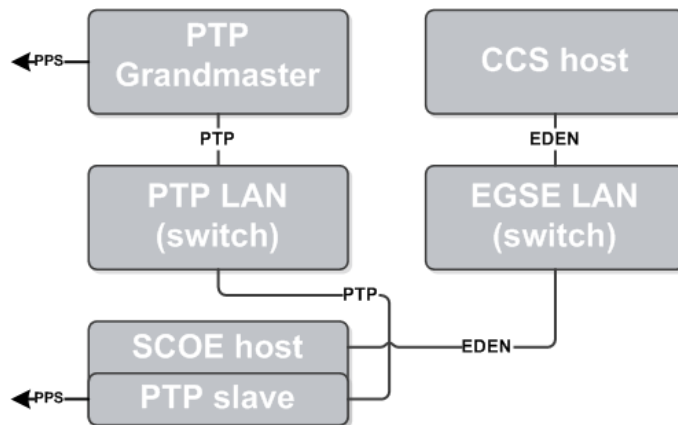 PTP
Grandmaster
CCS host
PPS
PTP
EDEN
PTP LAN
(switch)
EGSE LAN
(switch)
PTP
SCOE host
EDEN
PTP slave
PPS